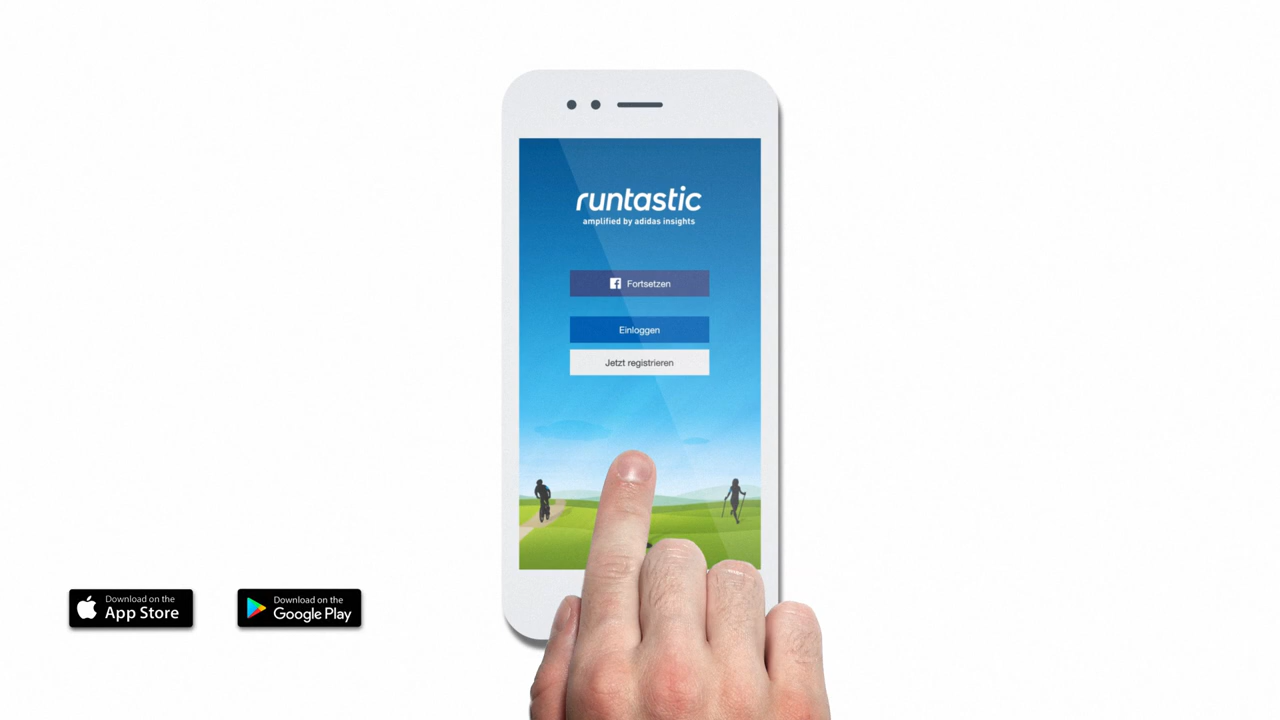 runtastic
amplified by adidas insights
Fortsetzen
Einloggen
Jetzt registrieren
Download on the
App Store
Download on the
Google Play